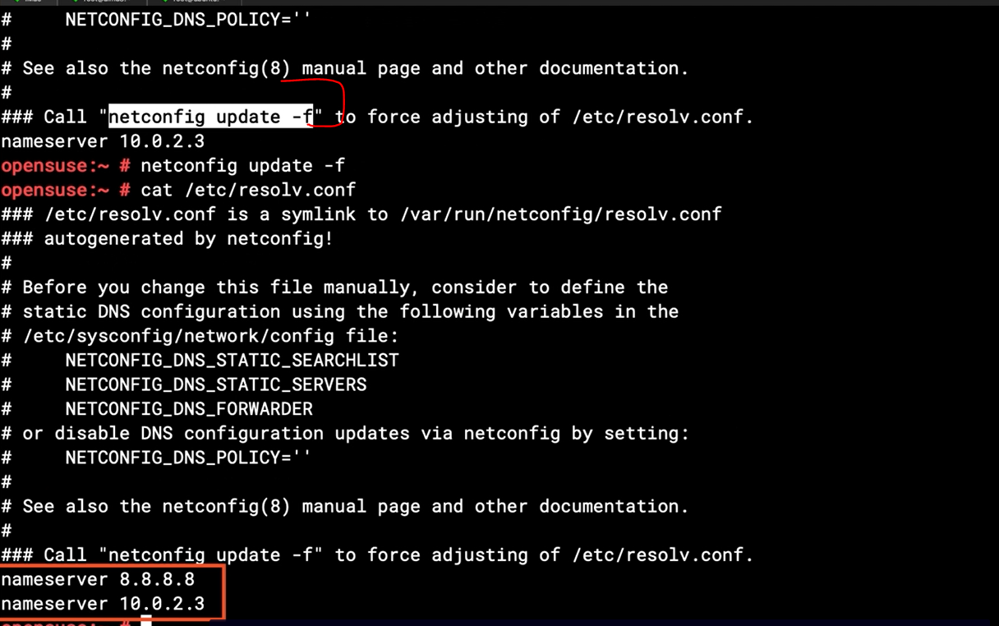 #     NETCONFIG_DNS_POLICY=''
#
# See also the netconfig(8) manual page and other documentation.
#
### Call "netconfig update -f" to force adjusting of /etc/resolv.conf.
nameserver 10.0.2.3
opensuse:~ # netconfig update -f
opensuse:~ # cat /etc/resolv.conf
### /etc/resolv.conf is a symlink to /var/run/netconfig/resolv.conf
### autogenerated by netconfig!
#
# Before you change this file manually, consider to define the
# static DNS configuration using the following variables in the
# /etc/sysconfig/network/config file:
#     NETCONFIG_DNS_STATIC_SEARCHLIST
#     NETCONFIG_DNS_STATIC_SERVERS
#     NETCONFIG_DNS_FORWARDER
# or disable DNS configuration updates via netconfig by setting:
#     NETCONFIG_DNS_POLICY=''
#
# See also the netconfig(8) manual page and other documentation.
#
### Call "netconfig update -f" to force adjusting of /etc/resolv.conf.
nameserver 8.8.8.8
nameserver 10.0.2.3
opensuse:~ #